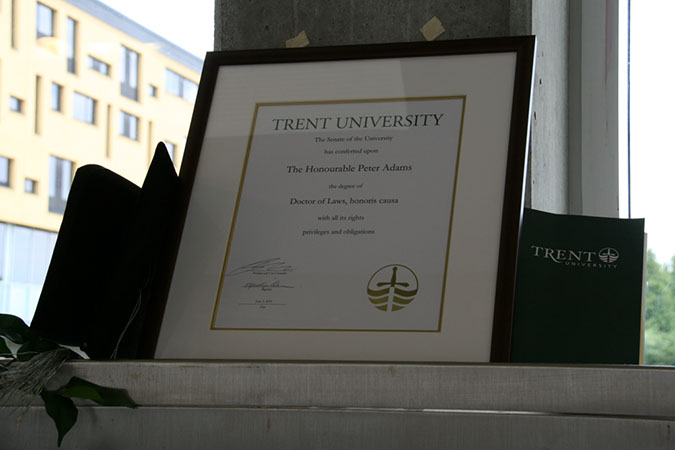 TRENT UNIVERSITY
The Senate of the University
has conferred upon
The Honourable Peter Adams
the degree of
Doctor of Laws, honoris causa
with all its rights
privileges and obligations
TRENT
UNIVERSITY